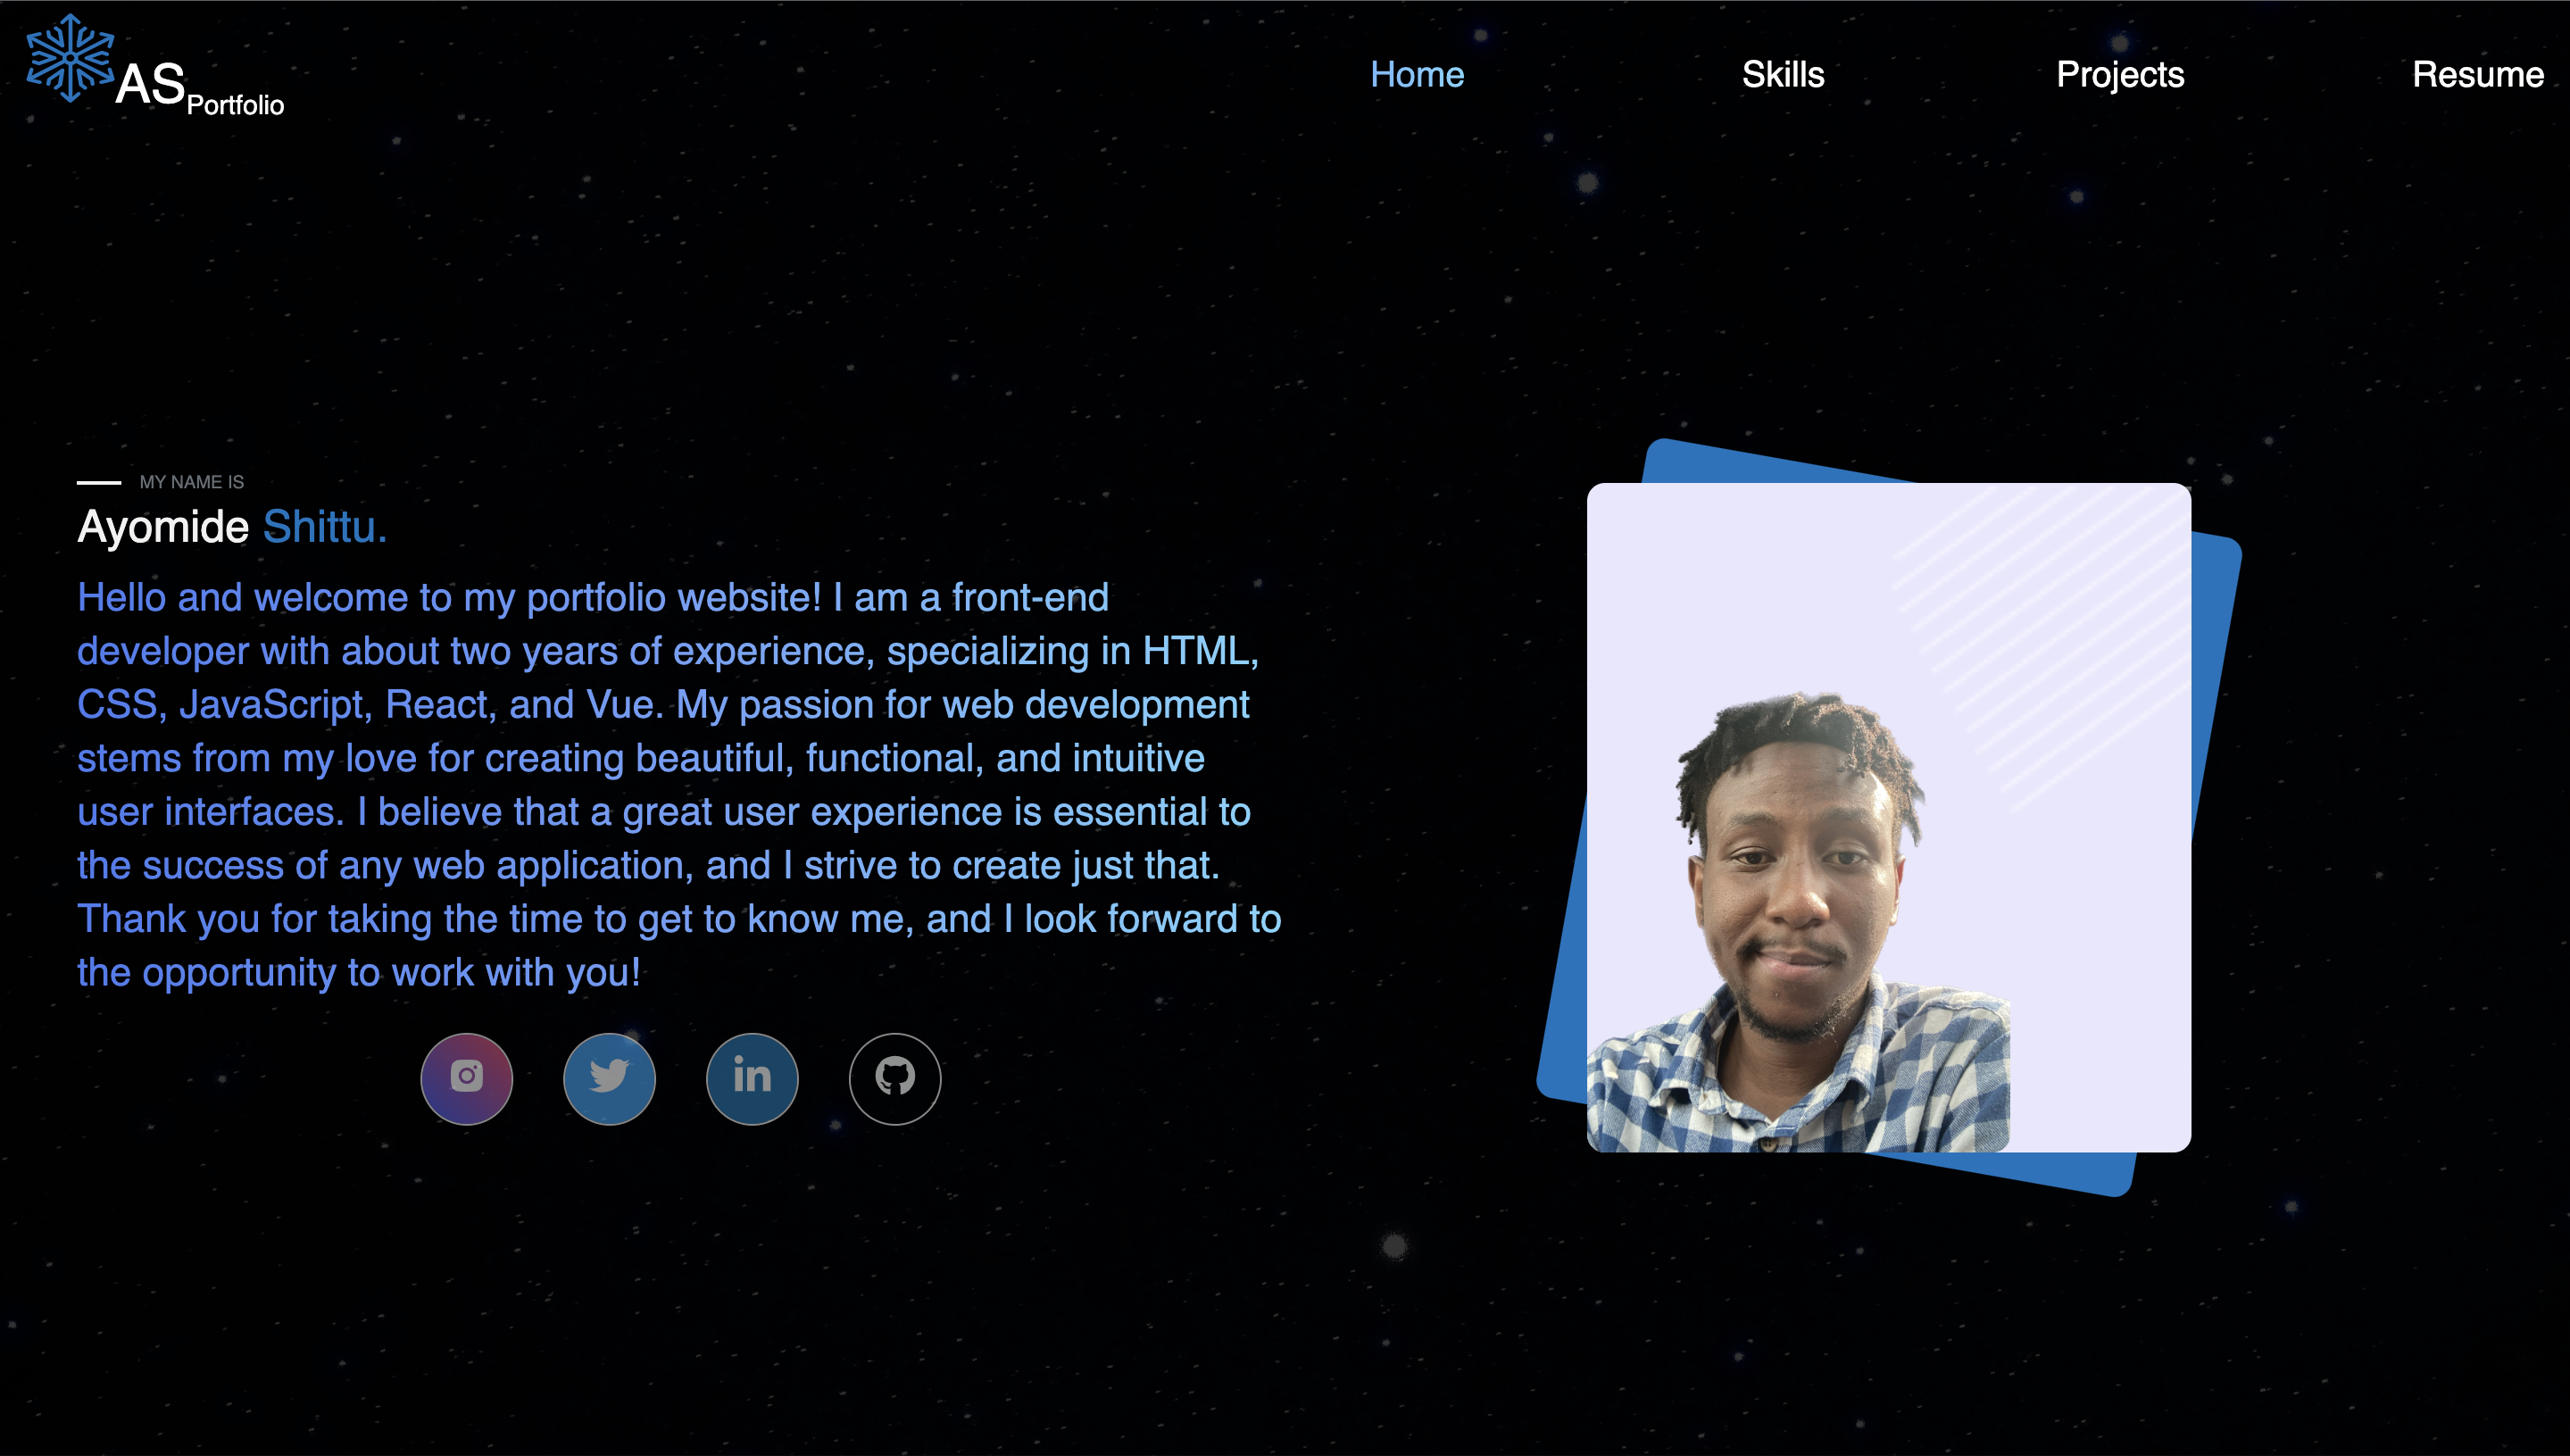 AS Portfolio
Home
Skills
Projects
Resume
MY NAME IS
Ayomide Shittu.
Hello and welcome to my portfolio website! I am a front-end
developer with about two years of experience, specializing in HTML,
CSS, JavaScript, React, and Vue. My passion for web development
stems from my love for creating beautiful, functional, and intuitive
user interfaces. I believe that a great user experience is essential to
the success of any web application, and I strive to create just that.
Thank you for taking the time to get to know me, and I look forward to
the opportunity to work with you!
in